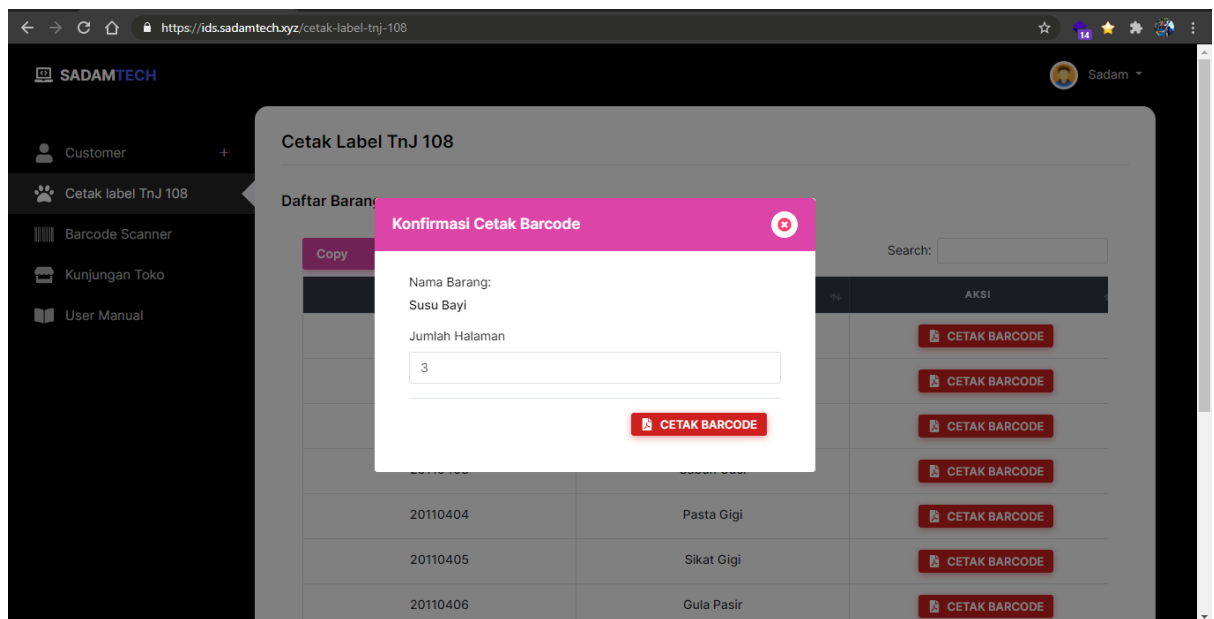 https://ids.sadamtech.xyz/cetak-label-tnj-108
14
SADAMTECH
Sadam
Customer +
Cetak label TnJ 108
Barcode Scanner
Kunjungan Toko
User Manual
Cetak Label TnJ 108
Daftar Barang
Copy
Search:
AKSI
CETAK BARCODE
CETAK BARCODE
CETAK BARCODE
CETAK BARCODE
20110404 Pasta Gigi CETAK BARCODE
20110405 Sikat Gigi CETAK BARCODE
20110406 Gula Pasir CETAK BARCODE
Konfirmasi Cetak Barcode
Nama Barang:
Susu Bayi
Jumlah Halaman
3
CETAK BARCODE